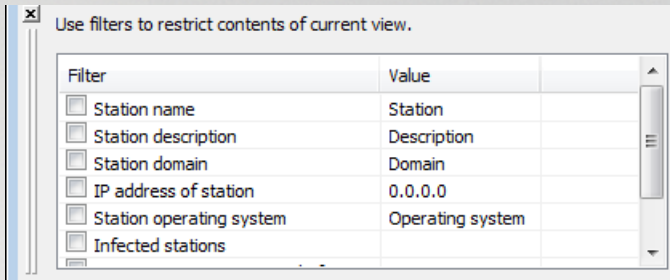 Use filters to restrict contents of current view.
Filter Value
Station name Station
Station description Description
Station domain Domain
IP address of station 0.0.0.0
Station operating system Operating system
Infected stations